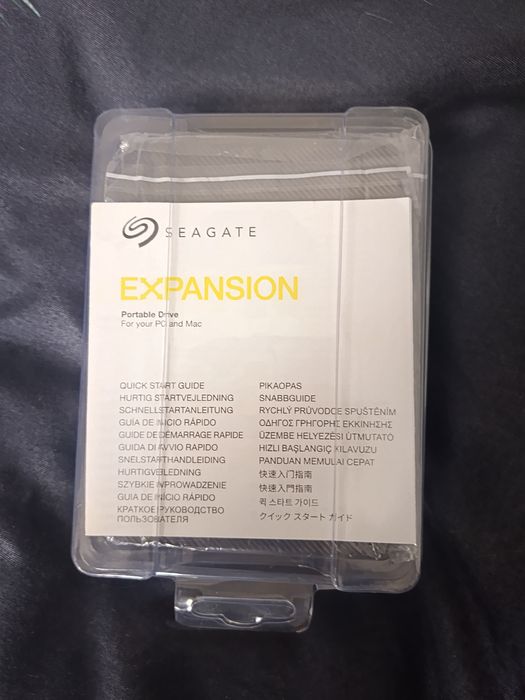 SEAGATE
EXPANSION
Portable Drive
For your PC and Mac
QUICK START GUIDE
HURTIG STARTVEJLEDNING
SCHNELLSTARTANLEITUNG
GUÍA DE INICIO RÁPIDO
GUIDE DE DÉMARRAGE RAPIDE
GUIDA DI AVVIO RAPIDO
SNELSTARTHANDLEIDING
HURTIGVEILEDNING
SZYBKIE WPROWADZENIE
GUIA DE INÍCIO RÁPIDO
КРАТКОЕ РУКОВОДСТВО
ПОЛЬЗОВАТЕЛЯ
PIKAOPAS
SNABBGUIDE
RYCHLÝ PRŮVODCE SPUŠTĚNÍM
ΟΔΗΓΟΣ ΓΡΗΓΟΡΗΣ ΕΚΚΙΝΗΣΗΣ
ÜZEMBE HELYEZÉSI ÚTMUTATÓ
HIZLI BAŞLANGIÇ KILAVUZU
PANDUAN MEMULAI CEPAT
快速入门指南
快速入門指南
퀵 스타트 가이드
クイック スタート ガイド